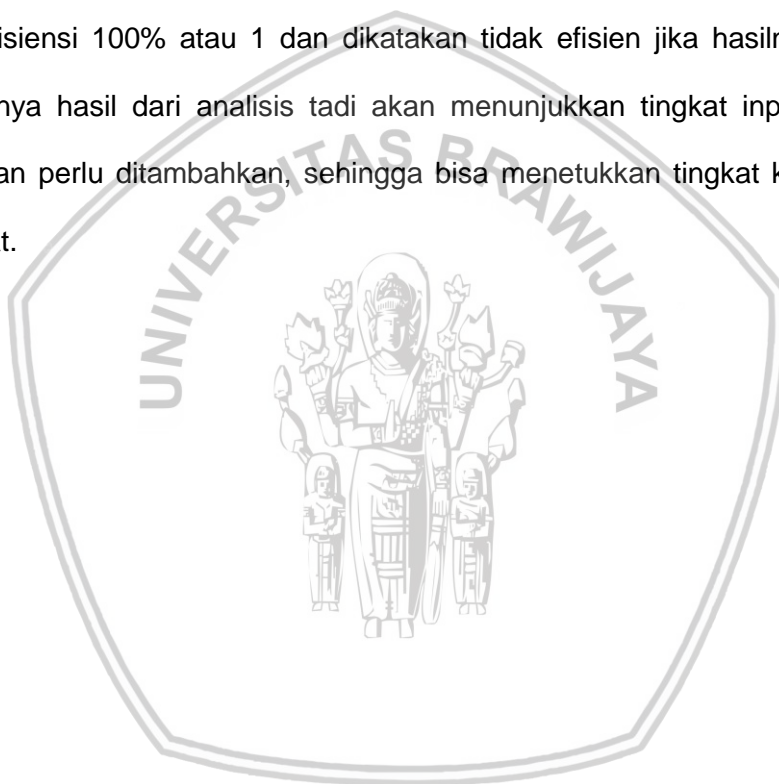 isiensi 100% atau 1 dan dikatakan tidak efisien jika hasiln
nya hasil dari analisis tadi akan menunjukkan tingkat inp
an perlu ditambahkan, sehingga bisa menetukkan tingkat k
t.
UNIVERSITAS BRAWIJAYA